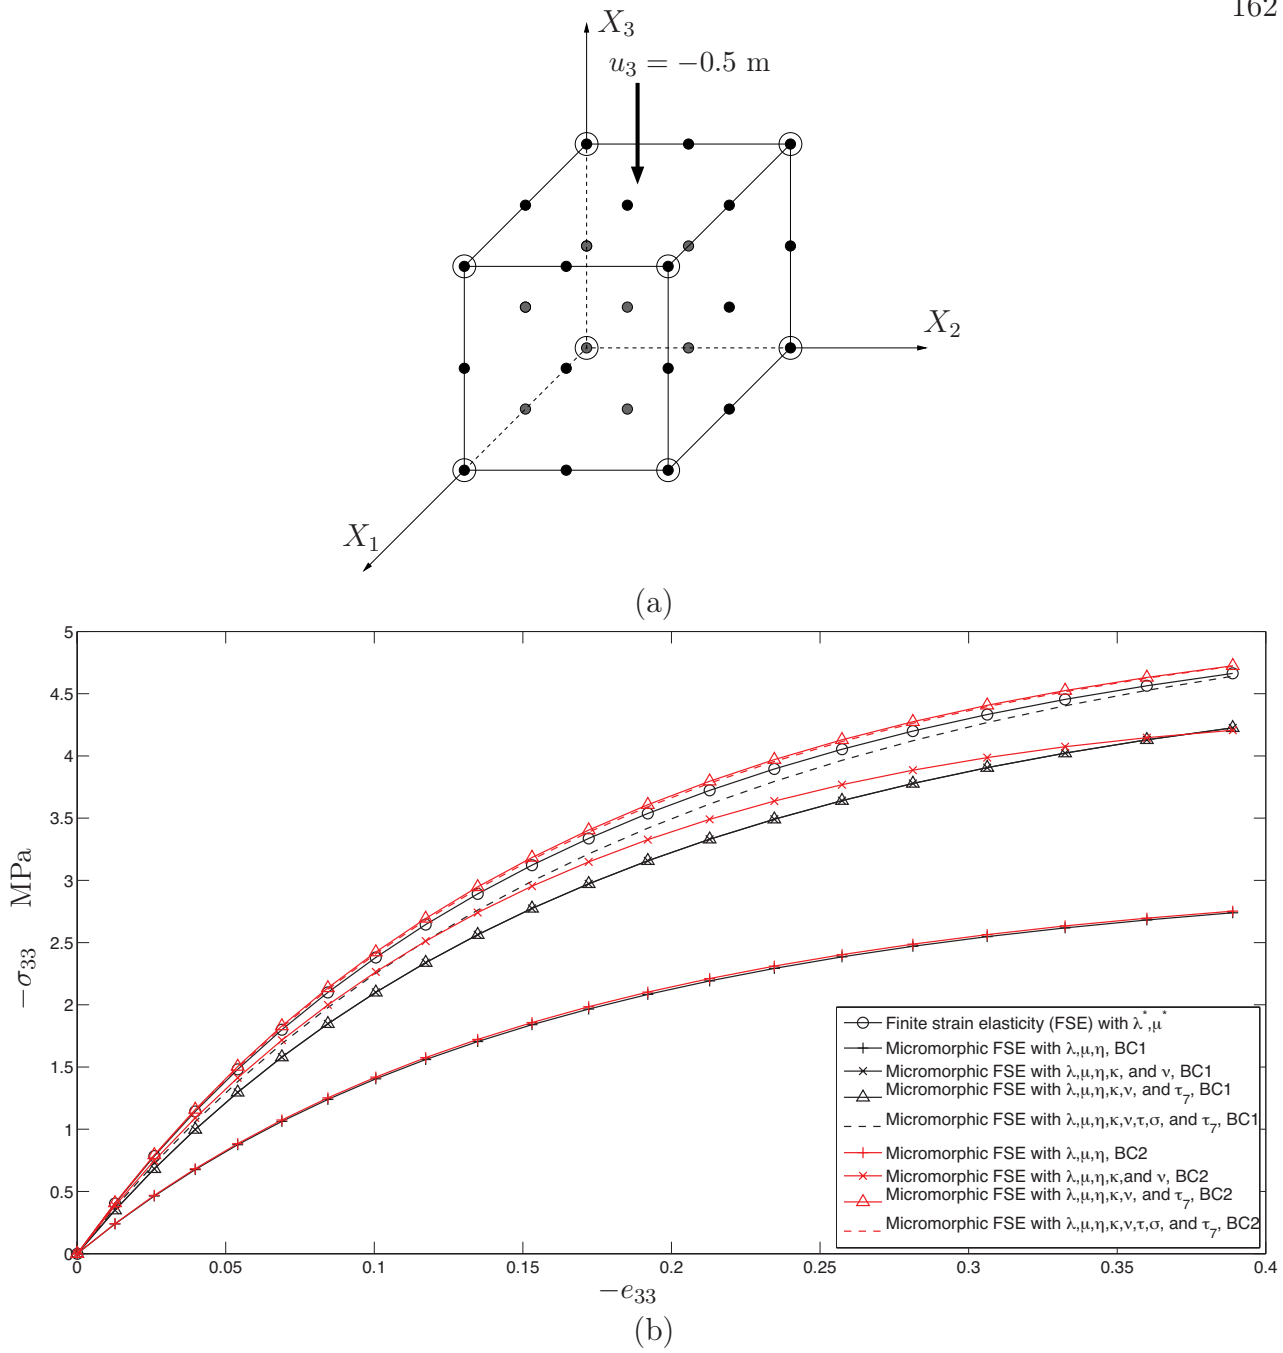 162
X₃
u₃ = −0.5 m
X₂
X₁
(a)
5
4.5
4
3.5
3
2.5
2
1.5
1
0.5
0
−σ₃₃ MPa
Finite strain elasticity (FSE) with λ*,μ*
Micromorphic FSE with λ,μ,η, BC1
Micromorphic FSE with λ,μ,η,κ, and ν, BC1
Micromorphic FSE with λ,μ,η,κ,ν, and τ₇, BC1
Micromorphic FSE with λ,μ,η,κ,ν,τ,σ, and τ₇, BC1
Micromorphic FSE with λ,μ,η, BC2
Micromorphic FSE with λ,μ,η,κ,and ν, BC2
Micromorphic FSE with λ,μ,η,κ,ν, and τ₇, BC2
Micromorphic FSE with λ,μ,η,κ,ν,τ,σ, and τ₇, BC2
0 0.05 0.1 0.15 0.2 0.25 0.3 0.35 0.4
−e₃₃
(b)